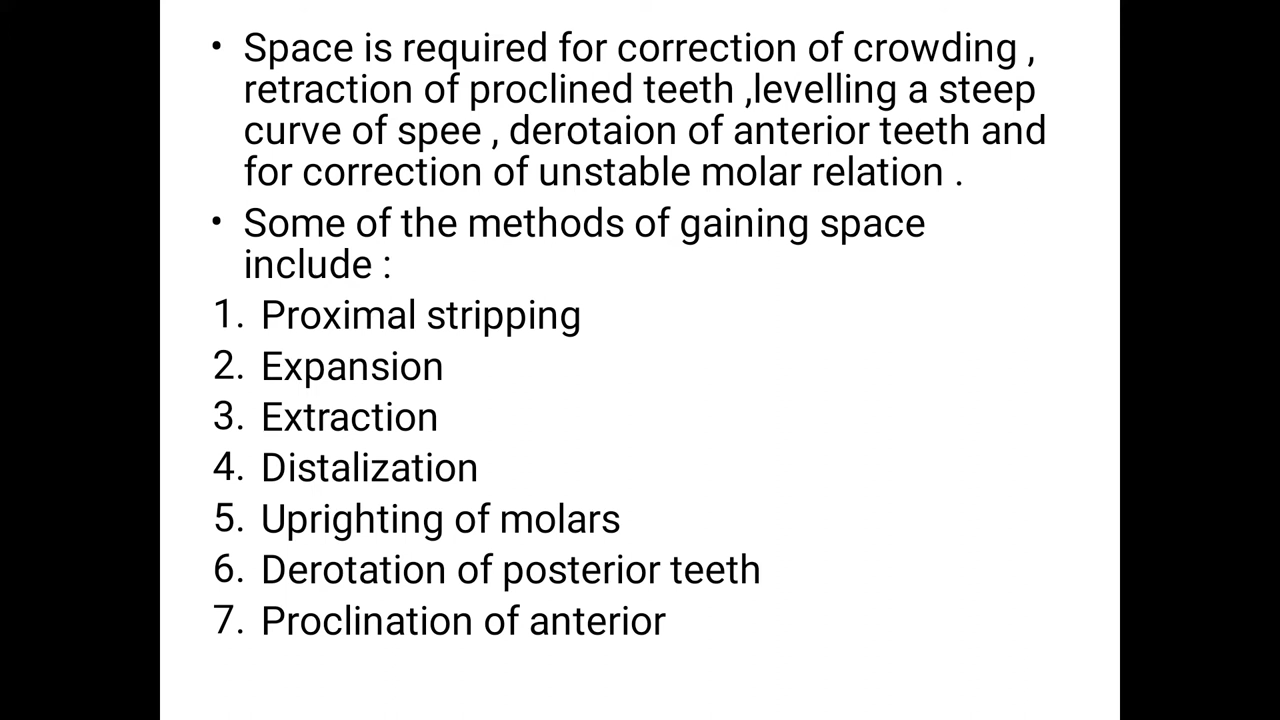 • Space is required for correction of crowding ,
retraction of proclined teeth ,levelling a steep
curve of spee , derotaion of anterior teeth and
for correction of unstable molar relation .
• Some of the methods of gaining space
include :
1. Proximal stripping
2. Expansion
3. Extraction
4. Distalization
5. Uprighting of molars
6. Derotation of posterior teeth
7. Proclination of anterior